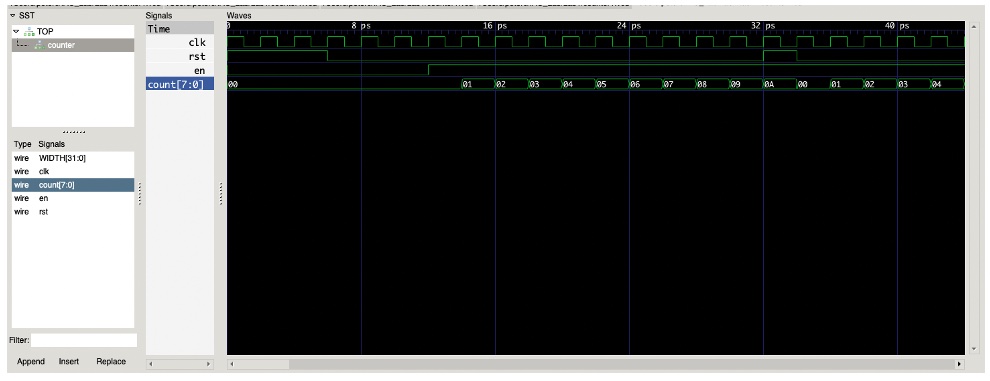 SST
TOP
counter
Type Signals
wire WIDTH[31:0]
wire clk
wire count[7:0]
wire en
wire rst
Filter:
Append Insert Replace
Signals
Time
clk
rst
en
count[7:0]
Waves
8 ps 16 ps 24 ps 32 ps 40 ps
00 01 02 03 04 05 06 07 08 09 0A 00 01 02 03 04